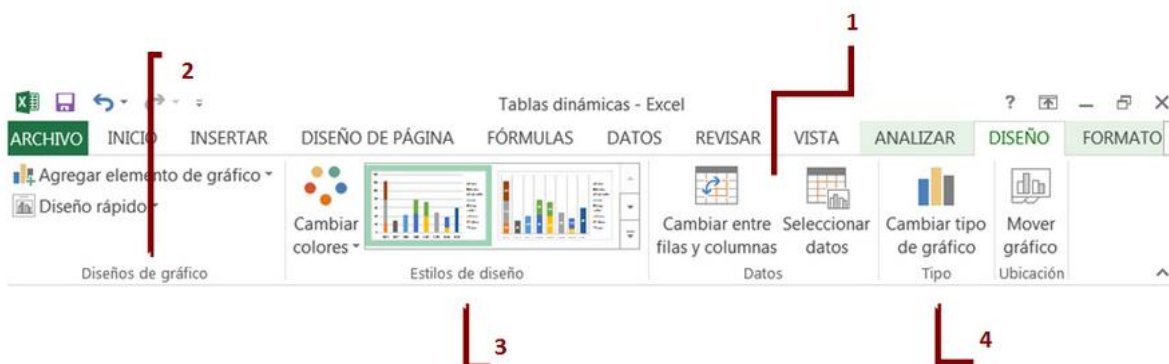 1
2
Tablas dinámicas - Excel
?
ARCHIVO INICIO INSERTAR DISEÑO DE PÁGINA FÓRMULAS DATOS REVISAR VISTA ANALIZAR DISEÑO FORMATO
Agregar elemento de gráfico
Diseño rápido
Cambiar
colores
Cambiar entre
filas y columnas
Seleccionar
datos
Cambiar tipo
de gráfico
Mover
gráfico
Diseños de gráfico Estilos de diseño Datos Tipo Ubicación
3
4